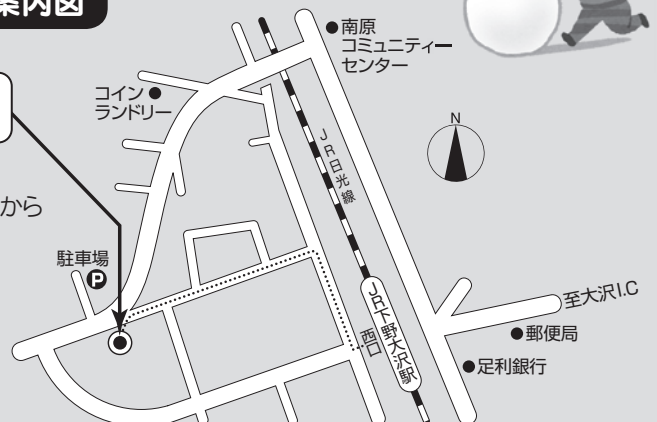 案内図
南原
コミュニティー
センター
コイン
ランドリー
JR日光線
N
から
駐車場
P
至大沢I.C
JR下野大沢駅
西口
郵便局
足利銀行